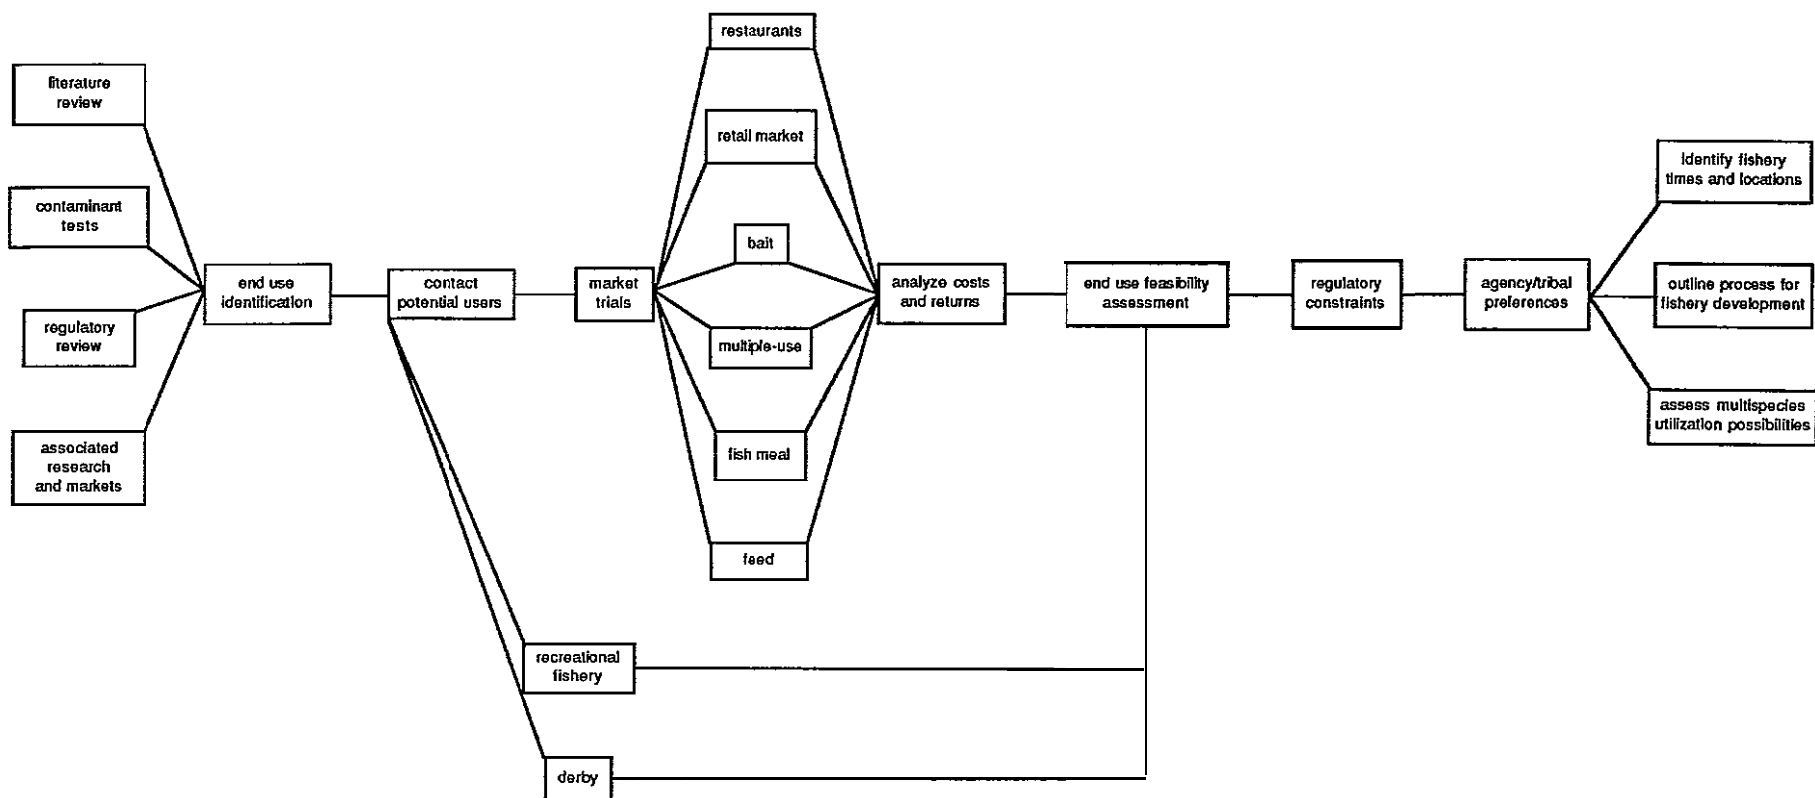 literature
review
contaminant
tests
regulatory
review
associated
research
and markets
end use
identification
contact
potential users
market
trials
restaurants
retail market
bait
multiple-use
fish meal
feed
recreational
fishery
derby
analyze costs
and returns
end use feasibility
assessment
regulatory
constraints
agency/tribal
preferences
identify fishery
times and locations
outline process for
fishery development
assess multispecies
utilization possibilities